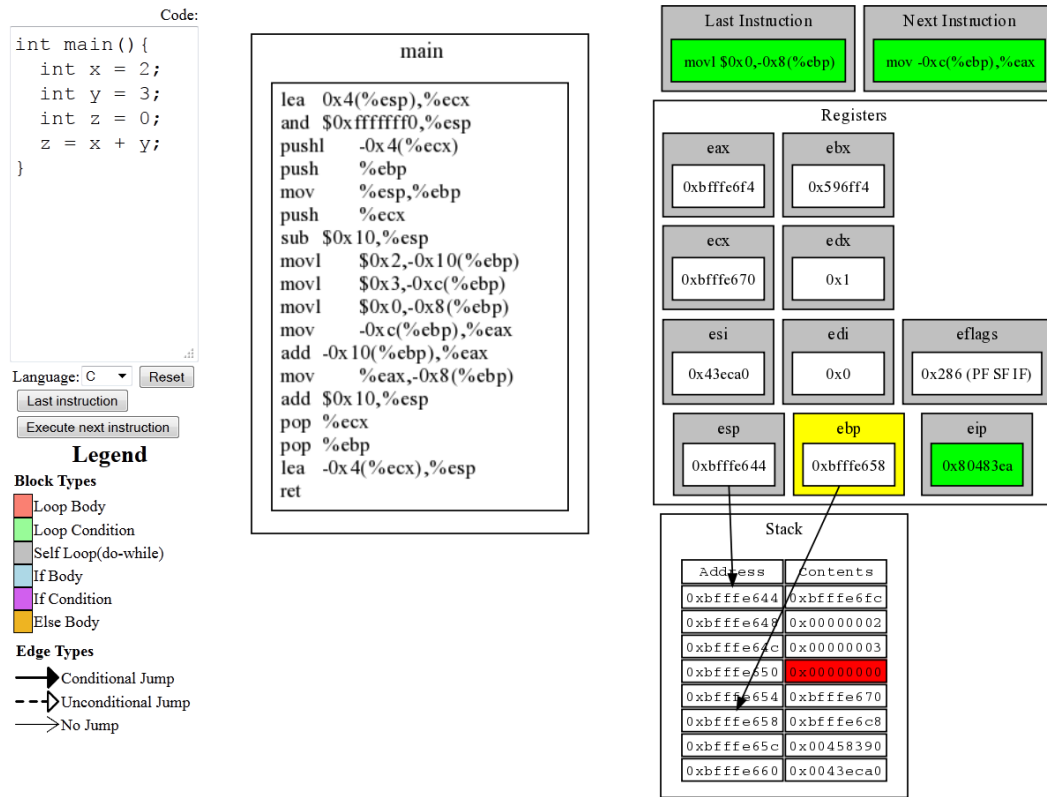 Code:
int main(){
int x = 2;
int y = 3;
int z = 0;
z = x + y;
}
Language: C Reset
Last instruction
Execute next instruction
Legend
Block Types
Loop Body
Loop Condition
Self Loop(do-while)
If Body
If Condition
Else Body
Edge Types
Conditional Jump
Unconditional Jump
No Jump
main
lea 0x4(%esp),%ecx
and $0xfffffff0,%esp
pushl -0x4(%ecx)
push %ebp
mov %esp,%ebp
push %ecx
sub $0x10,%esp
movl $0x2,-0x10(%ebp)
movl $0x3,-0xc(%ebp)
movl $0x0,-0x8(%ebp)
mov -0xc(%ebp),%eax
add -0x10(%ebp),%eax
mov %eax,-0x8(%ebp)
add $0x10,%esp
pop %ecx
pop %ebp
lea -0x4(%ecx),%esp
ret
Last Instruction
movl $0x0,-0x8(%ebp)
Next Instruction
mov -0xc(%ebp),%eax
Registers
eax ebx
0xbfffe6f4 0x596ff4
ecx edx
0xbfffe670 0x1
esi edi eflags
0x43eca0 0x0 0x286 (PF SF IF)
esp ebp eip
0xbfffe644 0xbfffe658 0x80483ea
Stack
Address Contents
0xbfffe644 0xbfffe6fc
0xbfffe648 0x00000002
0xbfffe64c 0x00000003
0xbfffe650 0x00000000
0xbfffe654 0xbfffe670
0xbfffe658 0xbfffe6c8
0xbfffe65c 0x00458390
0xbfffe660 0x0043eca0